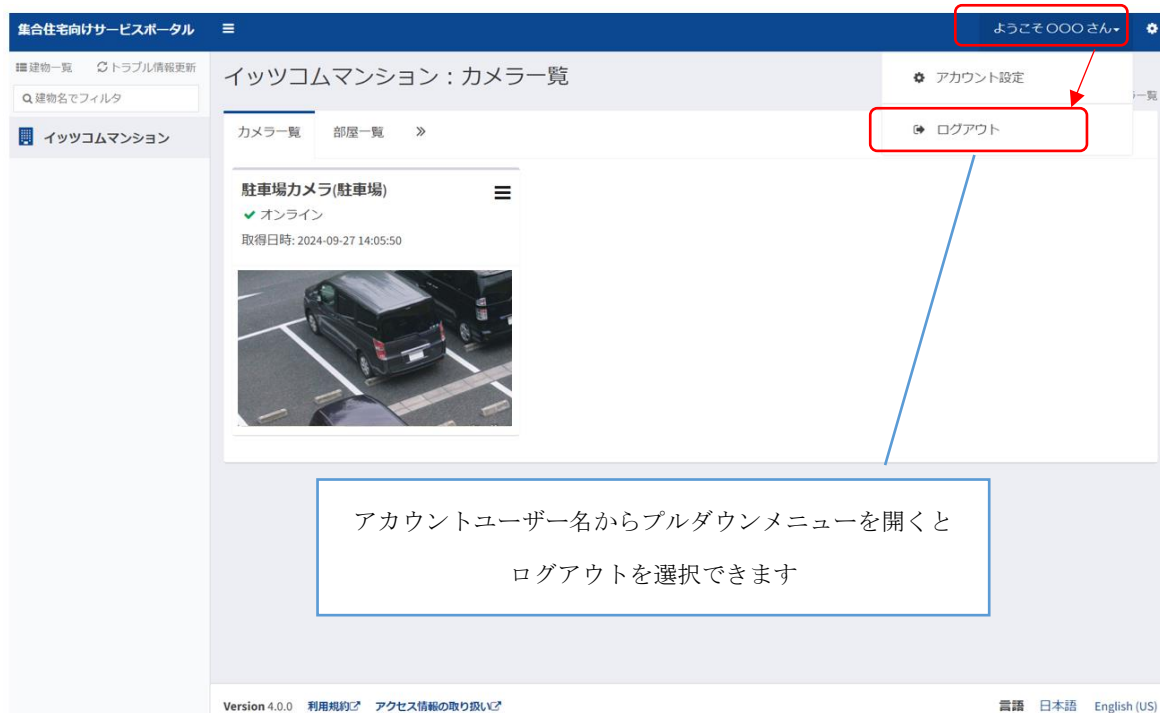 集合住宅向けサービスポータル
ようこそ〇〇〇 さん
建物一覧 トラブル情報更新
建物名でフィルタ
イッツコムマンション
イッツコムマンション：カメラ一覧
アカウント設定
ログアウト
一覧
カメラ一覧 部屋一覧 »
駐車場カメラ(駐車場)
オンライン
取得日時: 2024-09-27 14:05:50
アカウントユーザー名からプルダウンメニューを開くと
ログアウトを選択できます
Version 4.0.0 利用規約 アクセス情報の取り扱い
言語 日本語 English (US)